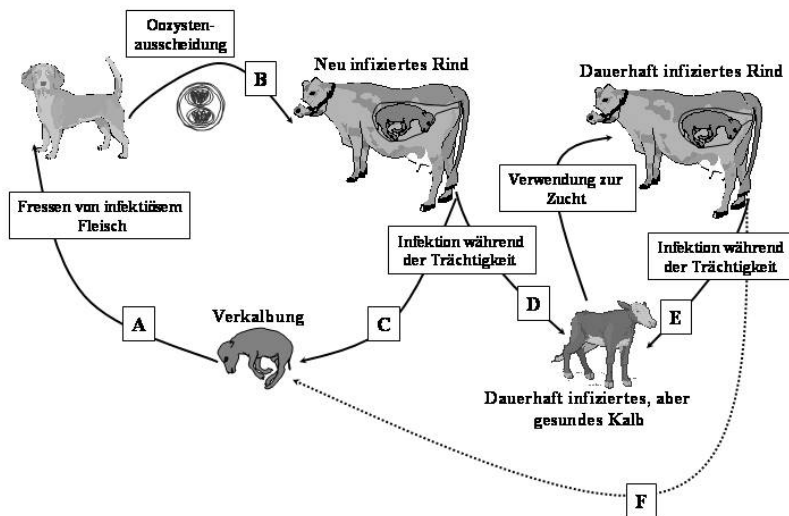 Oozysten-
ausscheidung
B
Neu infiziertes Rind
Dauerhaft infiziertes Rind
Fressen von infektiösem
Fleisch
Verwendung zur
Zucht
Infektion während
der Trächtigkeit
Infektion während
der Trächtigkeit
A
Verkalbung
C
D
E
Dauerhaft infiziertes, aber
gesundes Kalb
F